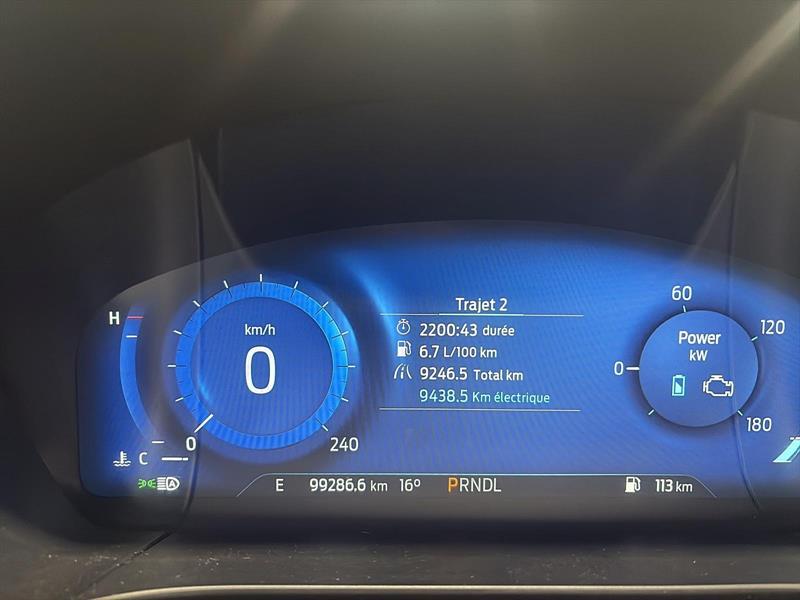 Trajet 2
2200:43 durée
6.7 L/100 km
9246.5 Total km
9438.5 Km électrique
H
C
km/h
0
0
240
60
120
0
180
Power
kW
E 99286.6 km 16° PRNDL 113 km